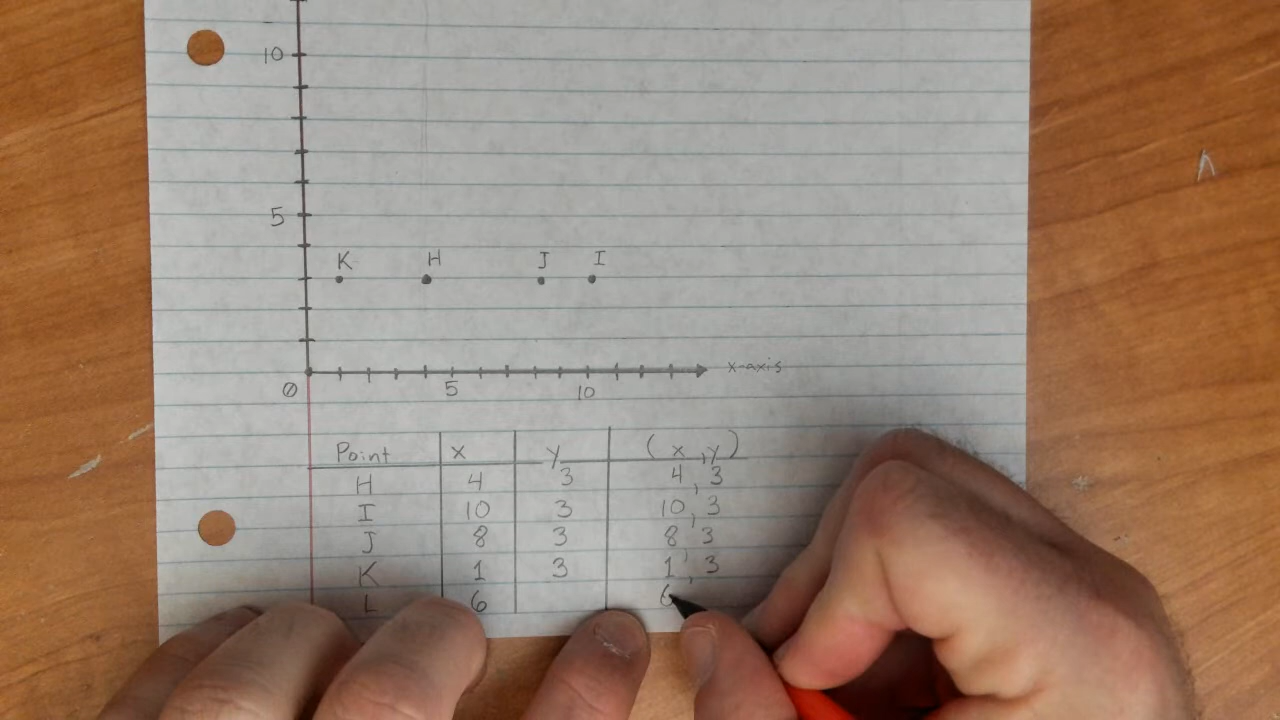 10
5
K H J I
x-axis
0 5 10
Point x y (x,y)
H 4 3 4, 3
I 10 3 10, 3
J 8 3 8, 3
K 1 3 1, 3
L 6 6